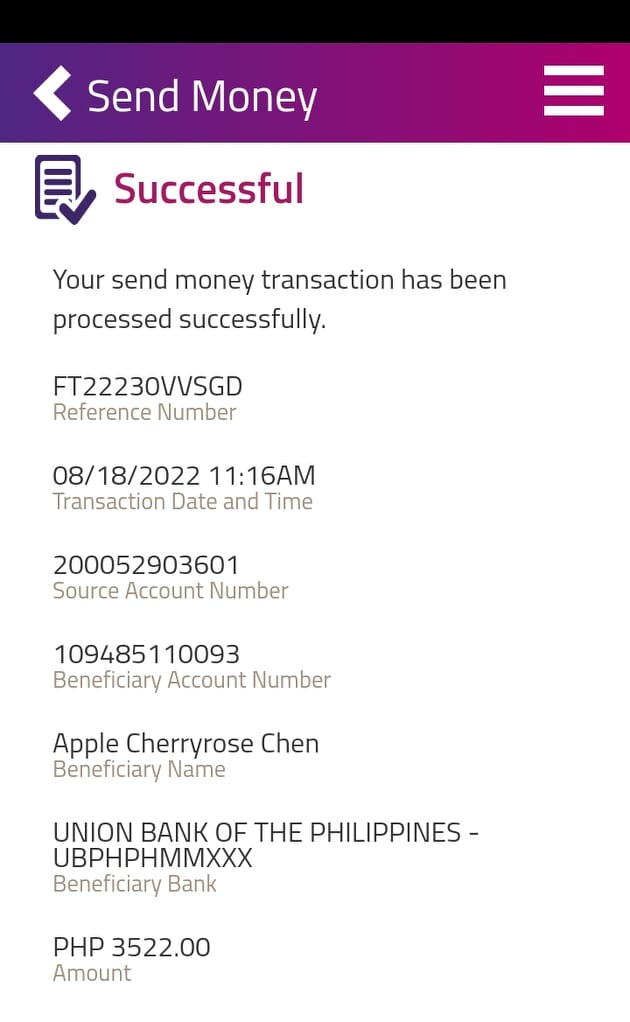 Send Money
Successful
Your send money transaction has been
processed successfully.
FT22230VVSGD
Reference Number
08/18/2022 11:16AM
Transaction Date and Time
200052903601
Source Account Number
109485110093
Beneficiary Account Number
Apple Cherryrose Chen
Beneficiary Name
UNION BANK OF THE PHILIPPINES -
UBPHPHMMXXX
Beneficiary Bank
PHP 3522.00
Amount